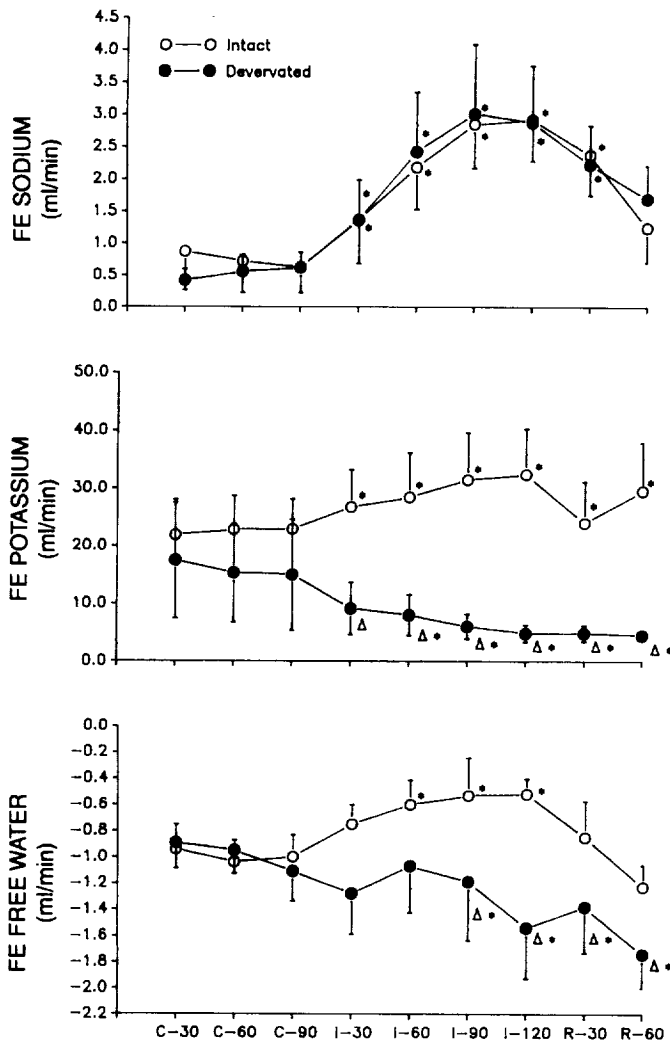 4.5
4.0
3.5
3.0
2.5
2.0
1.5
1.0
0.5
0.0
FE SODIUM
(ml/min)
Intact
Devervated
* * * * * * * * * *
50.0
40.0
30.0
20.0
10.0
0.0
FE POTASSIUM
(ml/min)
* * * * * *
Δ Δ * Δ * Δ * Δ * Δ *
0.0
−0.2
−0.4
−0.6
−0.8
−1.0
−1.2
−1.4
−1.6
−1.8
−2.0
−2.2
FE FREE WATER
(ml/min)
* * *
Δ * Δ * Δ * Δ *
C−30 C−60 C−90 I−30 I−60 I−90 I−120 R−30 R−60